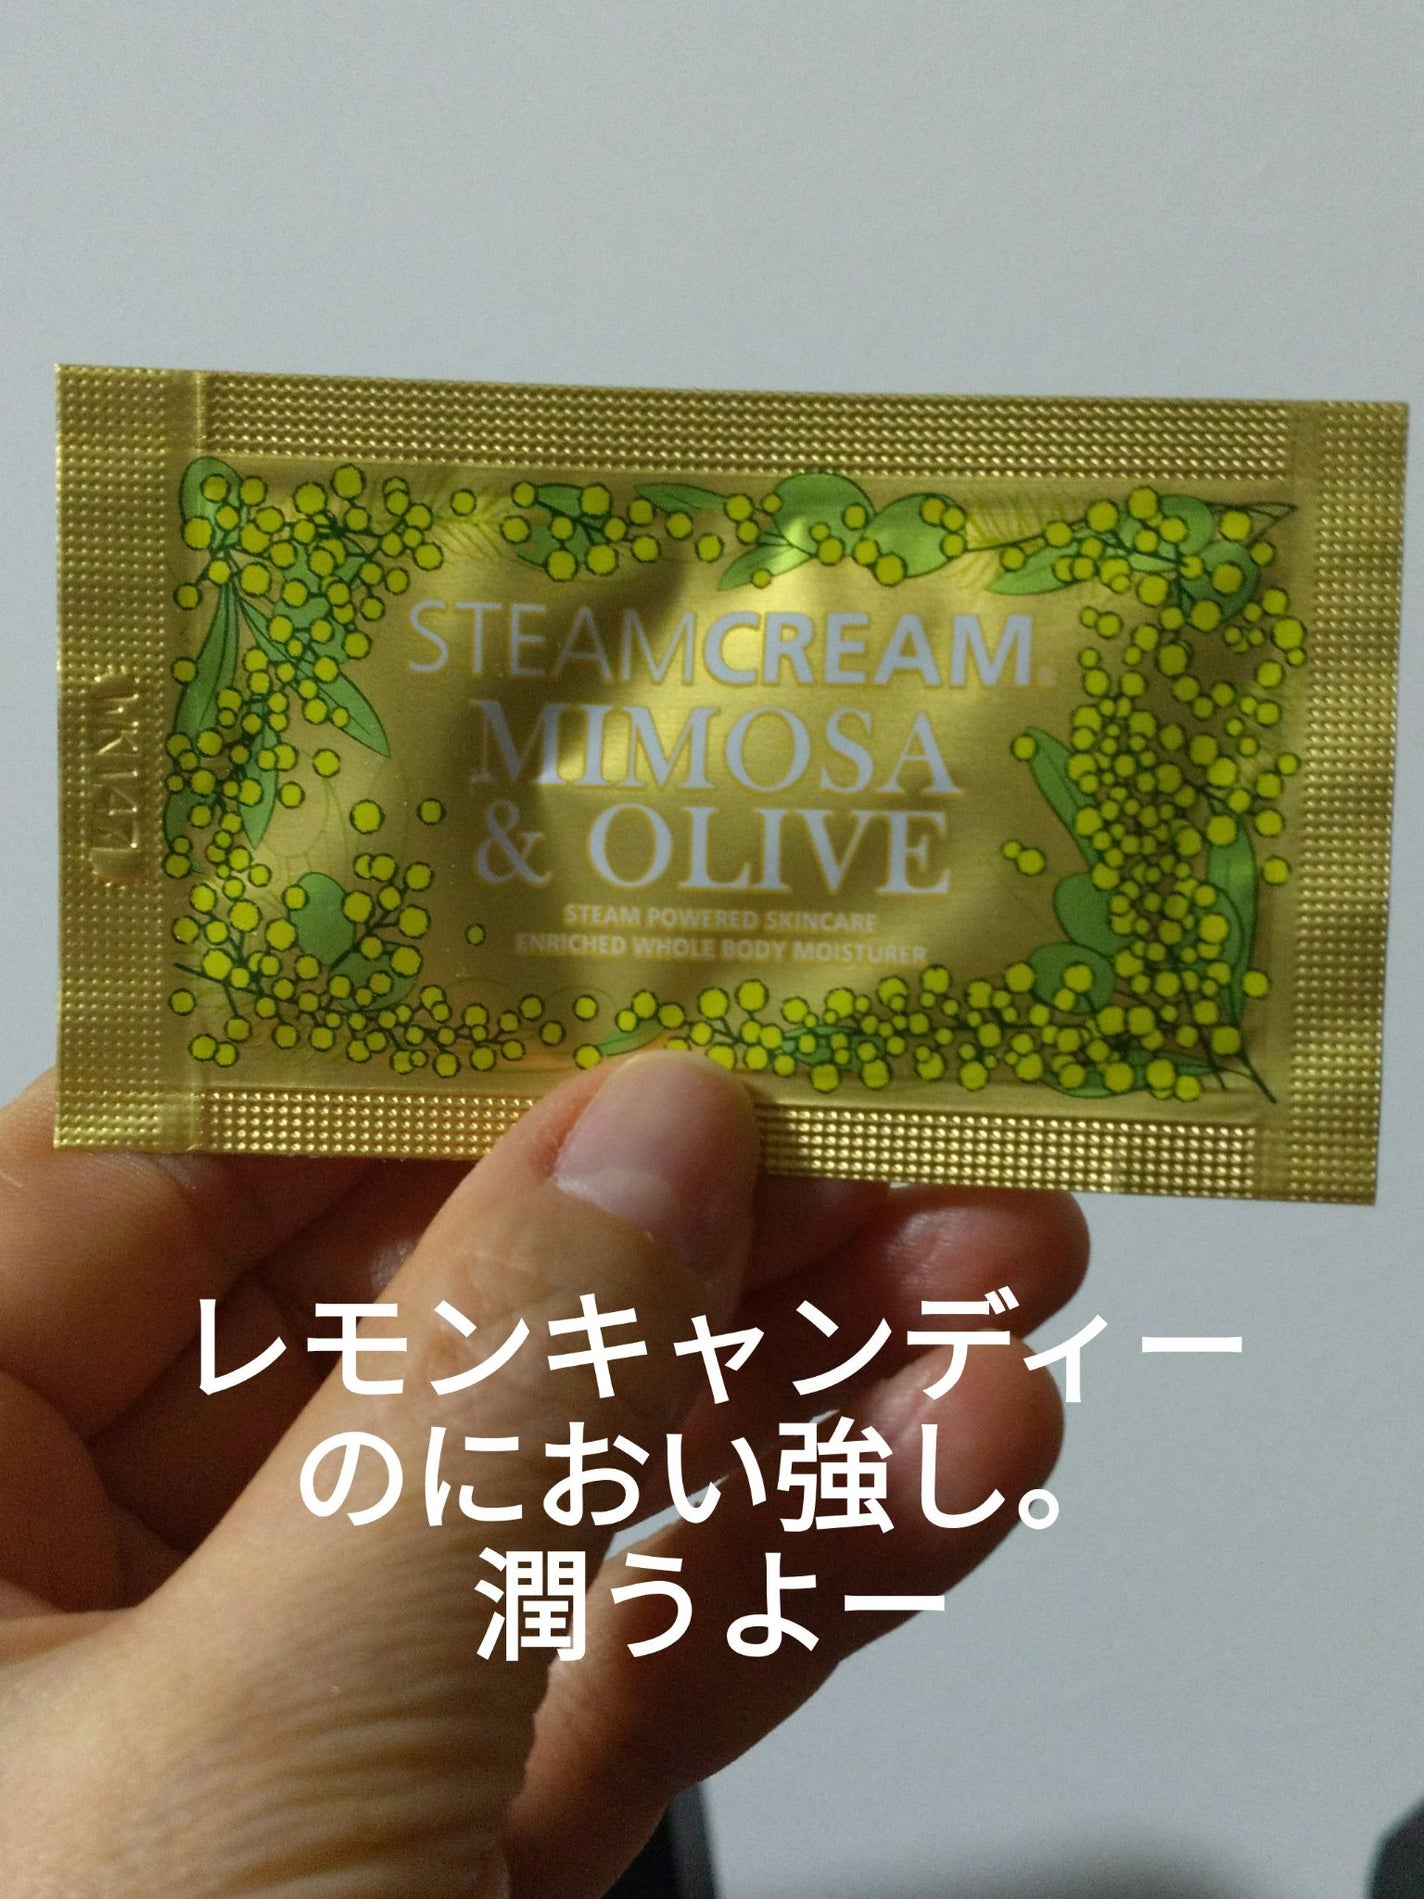 STEAMCREAM.
MIMOSA
& OLIVE
STEAM POWERED SKINCARE
ENRICHED WHOLE BODY MOISTURER
レモンキャンディー
のにおい強し。
潤うよー